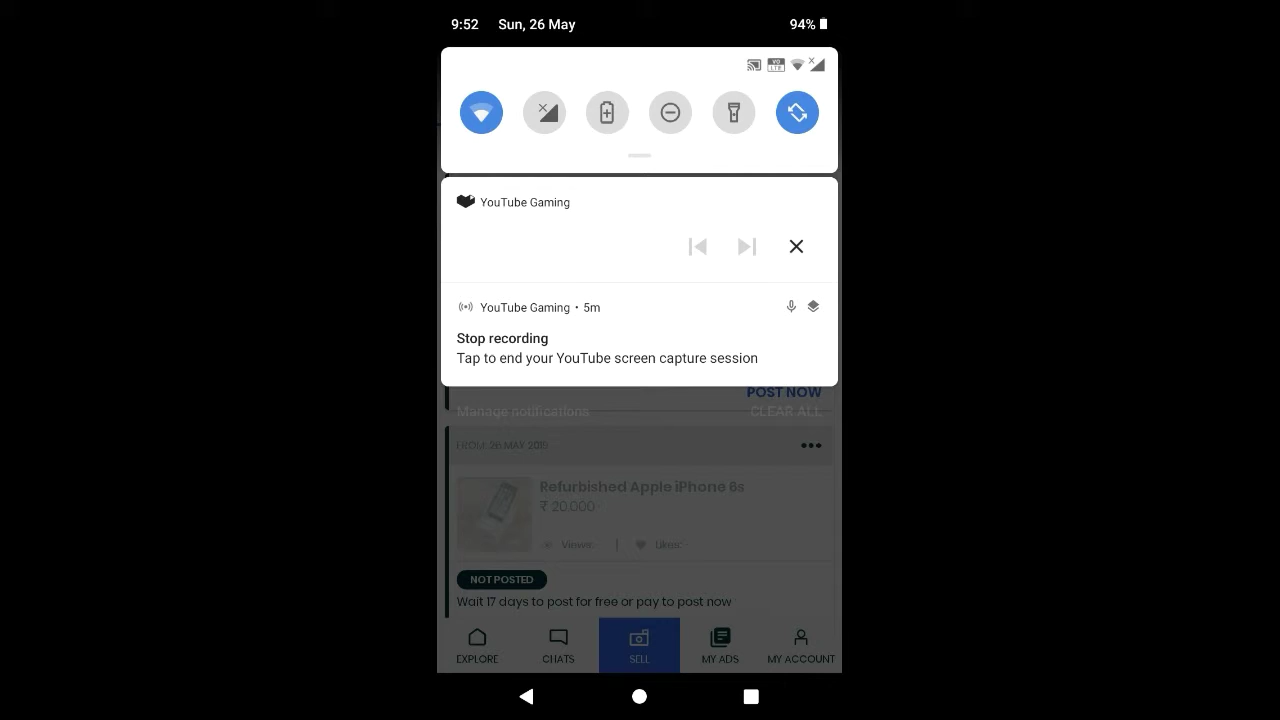 9:52 Sun, 26 May 94%
VO LTE
YouTube Gaming
YouTube Gaming • 5m
Stop recording
Tap to end your YouTube screen capture session
POST NOW
Manage notifications CLEAR ALL
FROM: 26 MAY 2019
Refurbished Apple iPhone 6s
₹ 20,000
Views: | Likes:
NOT POSTED
Wait 17 days to post for free or pay to post now
EXPLORE CHATS SELL MY ADS MY ACCOUNT